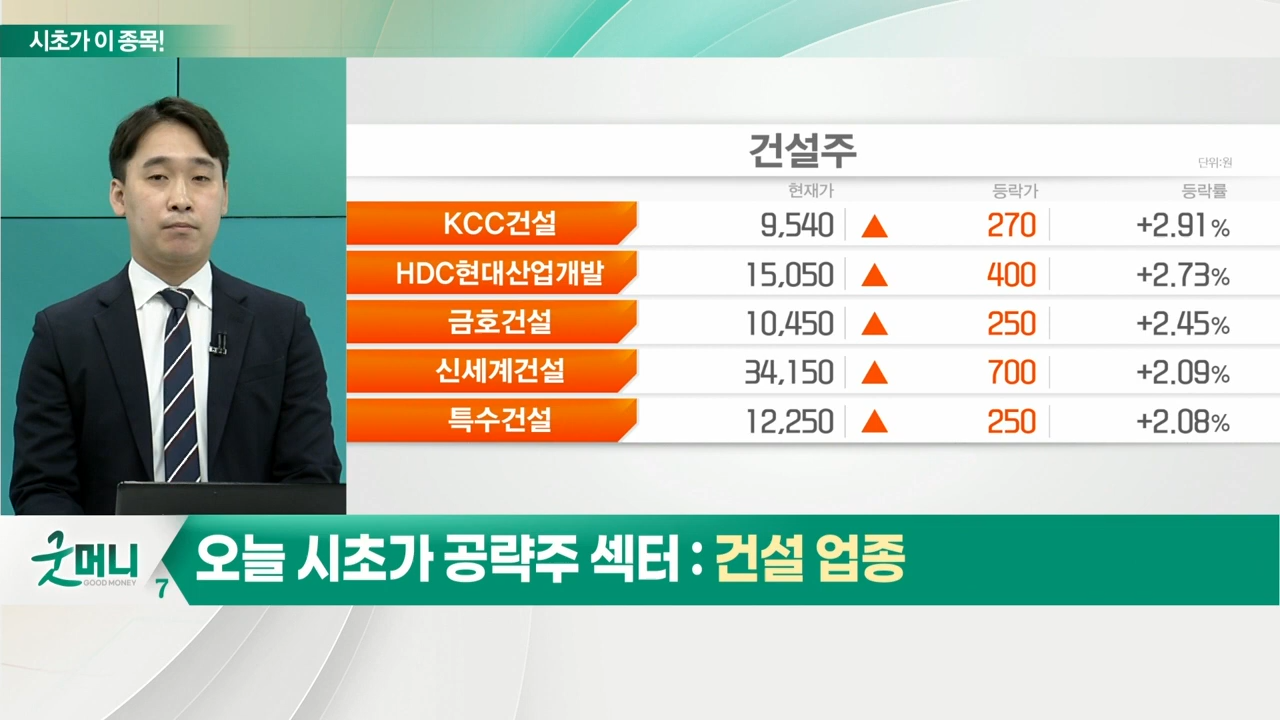 시초가 이 종목!
건설주
단위:원
현재가 등락가 등락률
KCC건설 9,540 ▲ 270 +2.91%
HDC현대산업개발 15,050 ▲ 400 +2.73%
금호건설 10,450 ▲ 250 +2.45%
신세계건설 34,150 ▲ 700 +2.09%
특수건설 12,250 ▲ 250 +2.08%
굿머니
GOOD MONEY
7
오늘 시초가 공략주 섹터 : 건설 업종